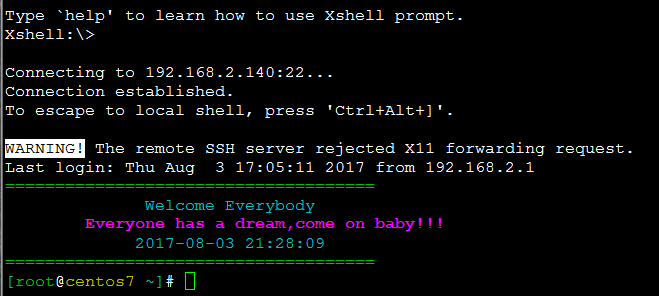 Type `help' to learn how to use Xshell prompt.
Xshell:\>
Connecting to 192.168.2.140:22...
Connection established.
To escape to local shell, press 'Ctrl+Alt+]'.
WARNING! The remote SSH server rejected X11 forwarding request.
Last login: Thu Aug  3 17:05:11 2017 from 192.168.2.1
=====================================
Welcome Everybody
Everyone has a dream,come on baby!!!
2017-08-03 21:28:09
=====================================
[root@centos7 ~]#